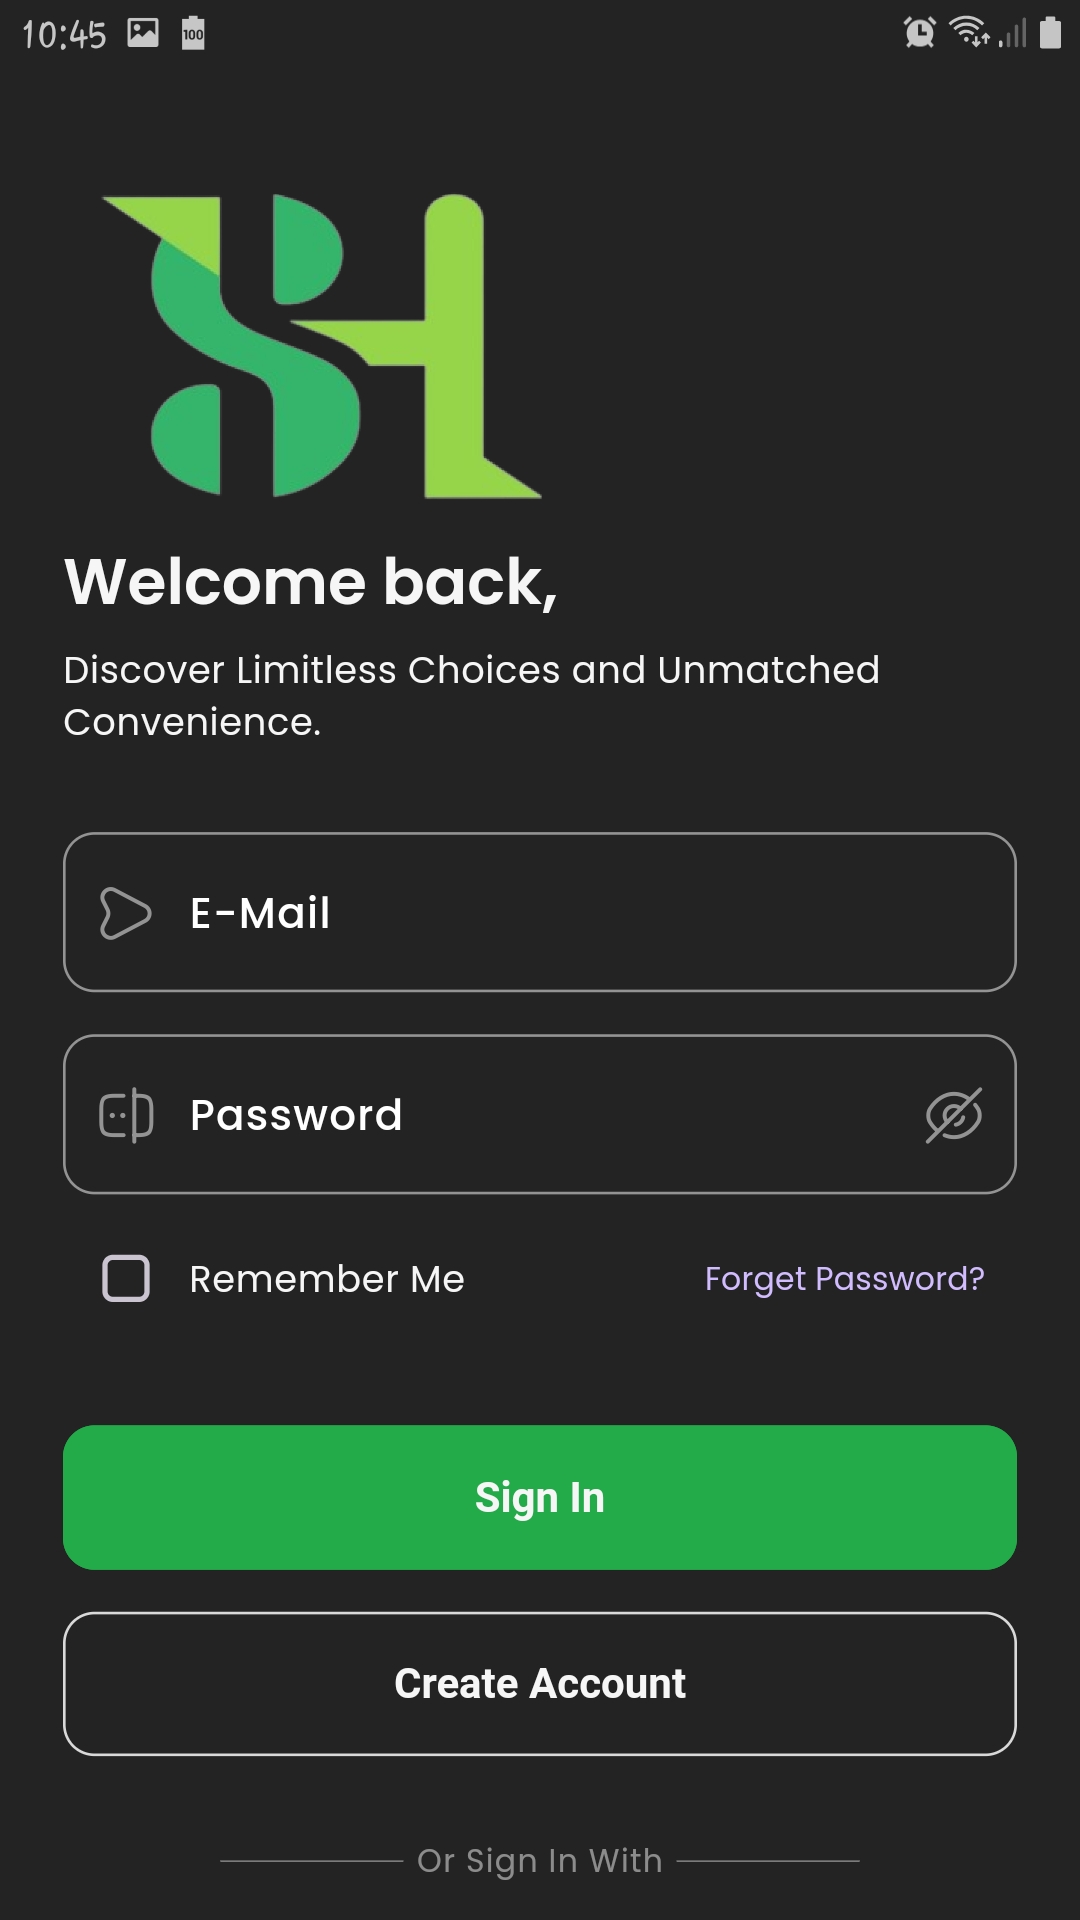 10:45
100
SH
Welcome back,
Discover Limitless Choices and Unmatched
Convenience.
E-Mail
Password
Remember Me
Forget Password?
Sign In
Create Account
Or Sign In With